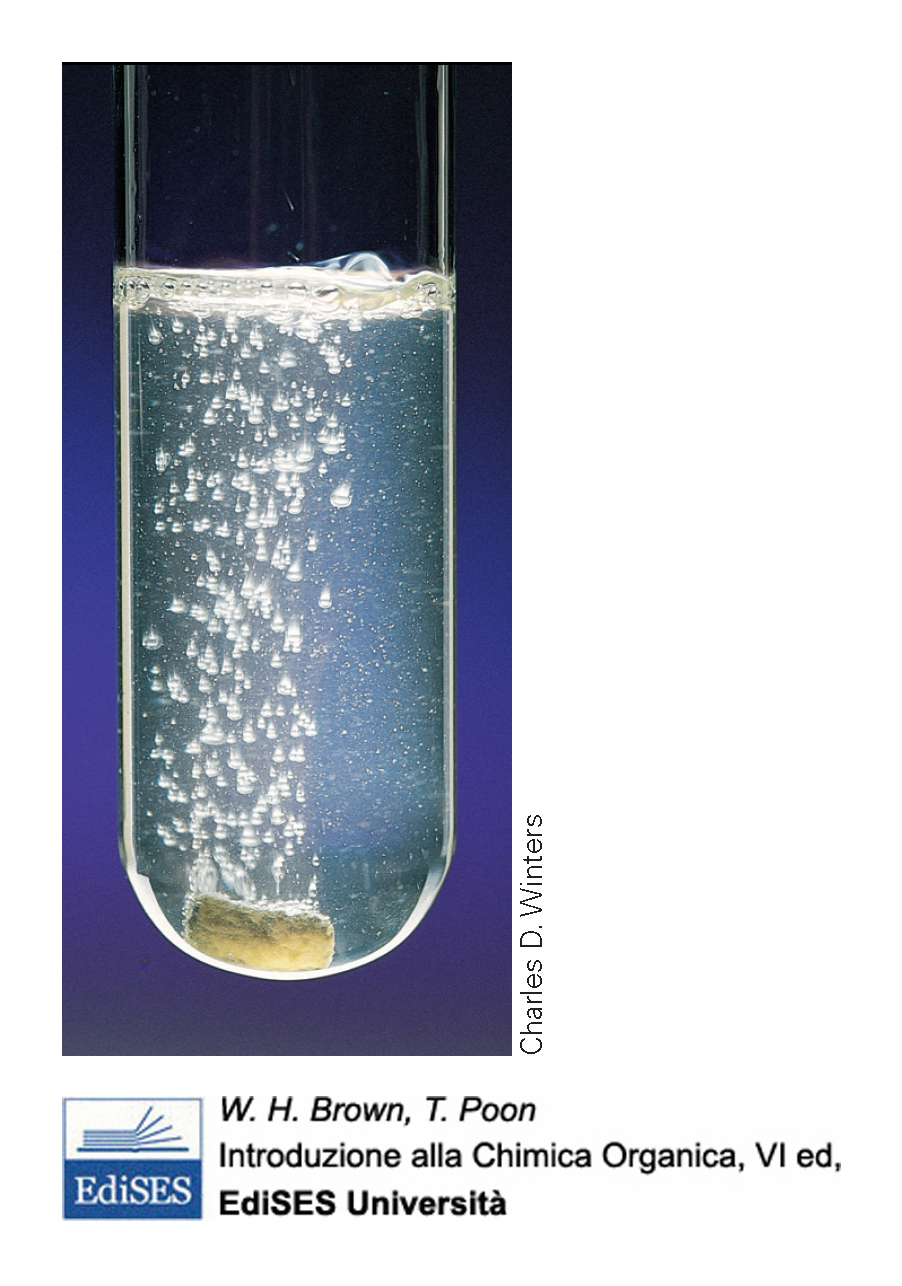 Charles D. Winters
EdiSES
W. H. Brown, T. Poon
Introduzione alla Chimica Organica, VI ed,
EdiSES Università